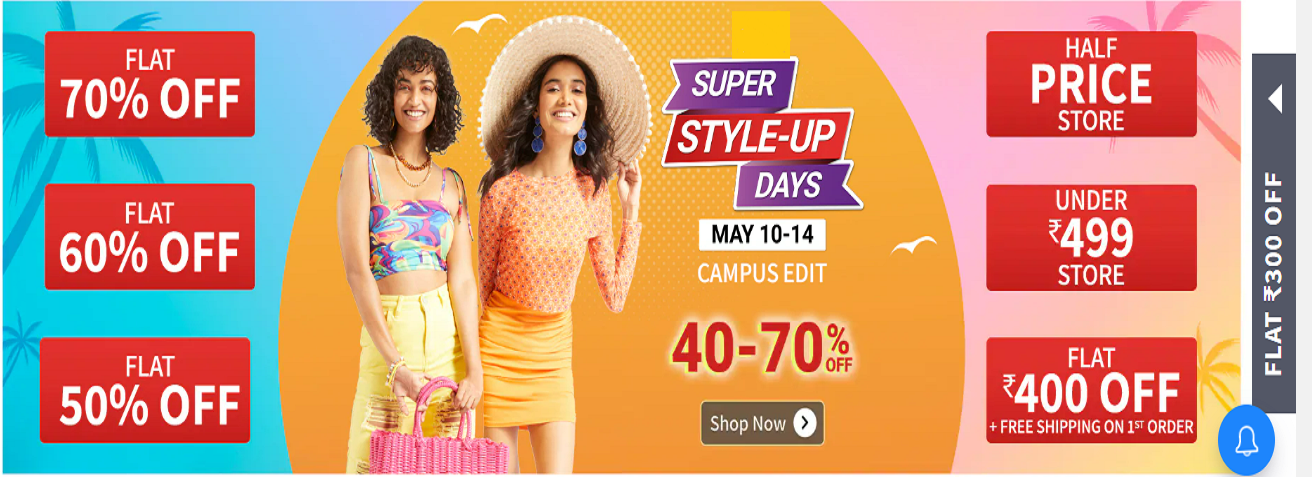 FLAT
70% OFF
FLAT
60% OFF
FLAT
50% OFF
SUPER
STYLE-UP
DAYS
MAY 10-14
CAMPUS EDIT
40-70% OFF
Shop Now
HALF
PRICE
STORE
UNDER
₹499
STORE
FLAT
₹400 OFF
+ FREE SHIPPING ON 1ST ORDER
FLAT ₹300 OFF